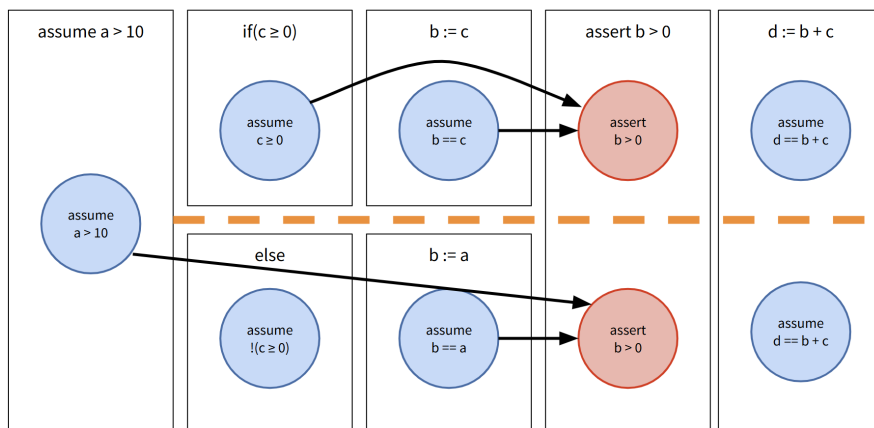 assume a > 10
if(c ≥ 0)
b := c
assert b > 0
d := b + c
assume
c ≥ 0
assume
b == c
assert
b > 0
assume
d == b + c
assume
a > 10
else
b := a
assume
!(c ≥ 0)
assume
b == a
assert
b > 0
assume
d == b + c